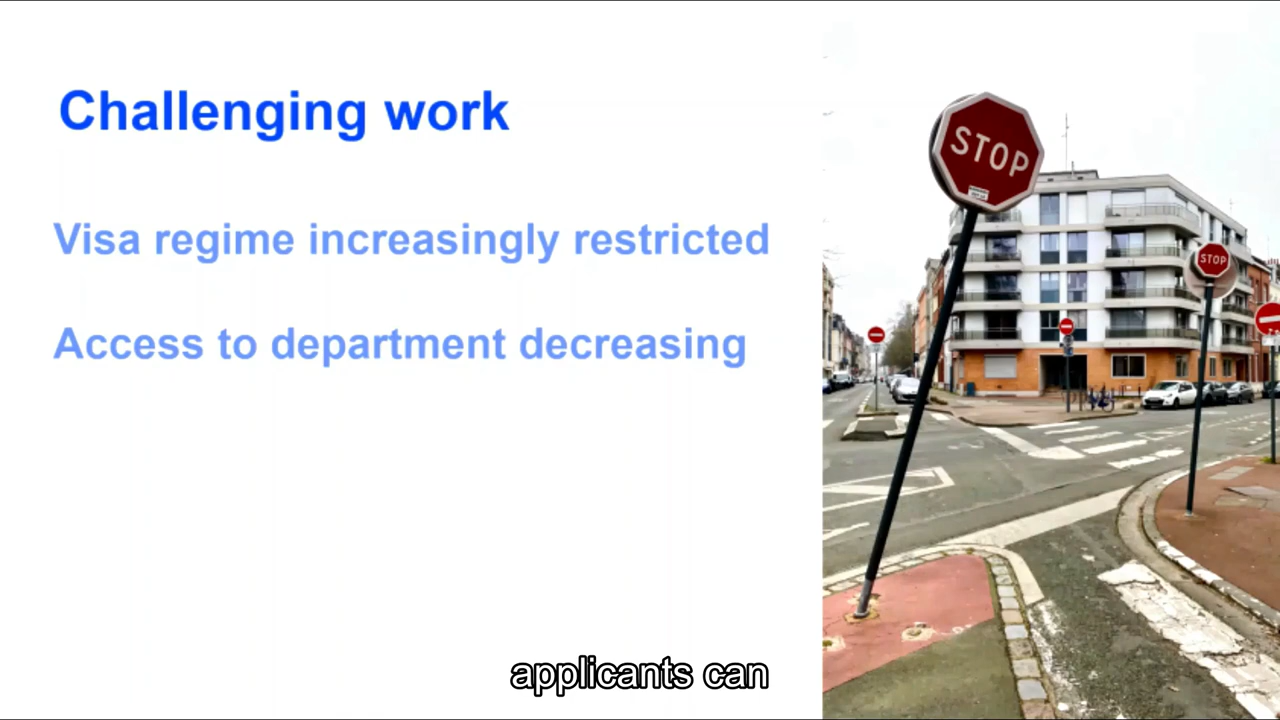 Challenging work
Visa regime increasingly restricted
Access to department decreasing
STOP
STOP
applicants can